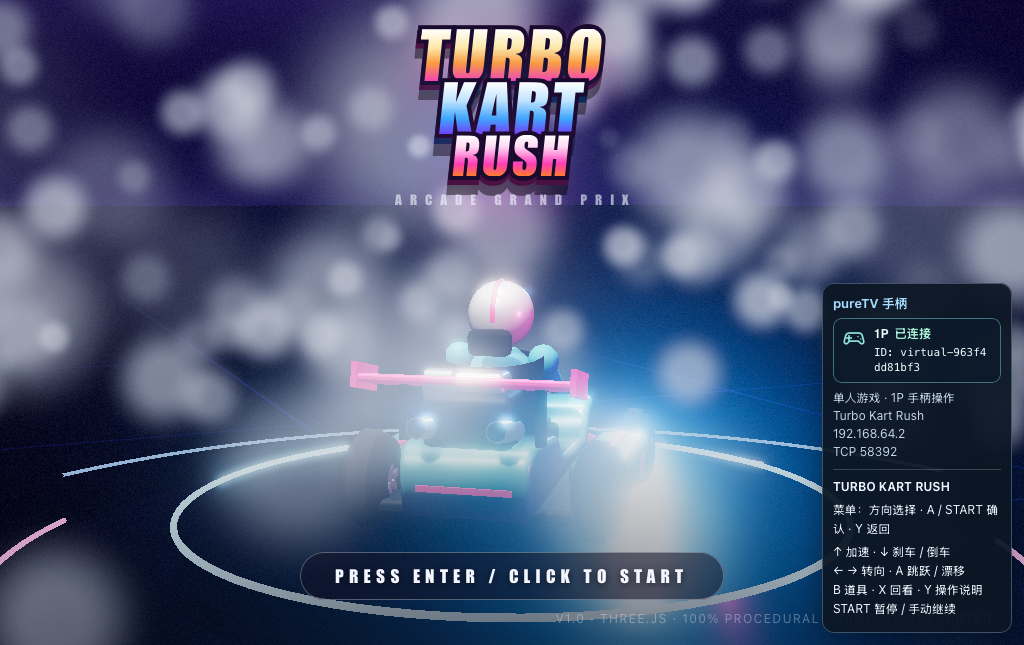 TURBO
KART
RUSH
ARCADE GRAND PRIX
pureTV 手柄
1P 已连接
ID: virtual-963f4
dd81bf3
单人游戏 · 1P 手柄操作
Turbo Kart Rush
192.168.64.2
TCP 58392
TURBO KART RUSH
菜单：方向选择 · A / START 确
认 · Y 返回
↑ 加速 · ↓ 刹车 / 倒车
← → 转向 · A 跳跃 / 漂移
B 道具 · X 回看 · Y 操作说明
START 暂停 / 手动继续
PRESS ENTER / CLICK TO START
V1.0 · THREE.JS · 100% PROCEDURAL